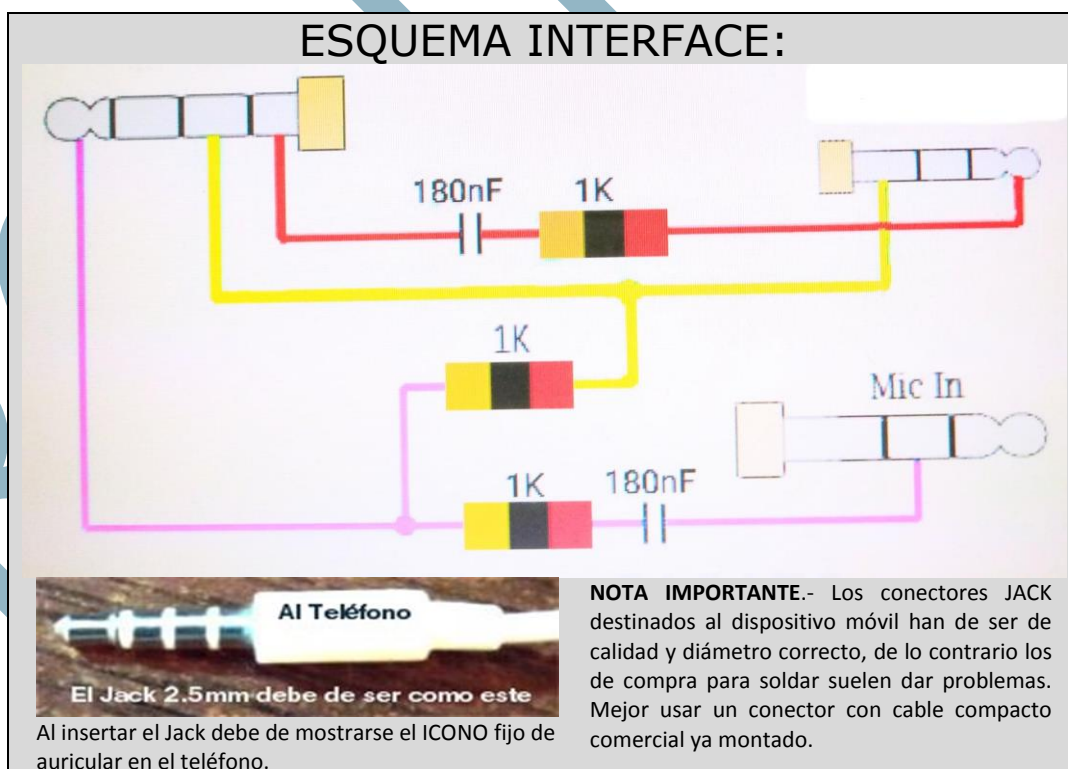 ESQUEMA INTERFACE:
180nF 1K
1K
Mic In
1K 180nF
Al Teléfono
El Jack 2.5mm debe de ser como este
Al insertar el Jack debe de mostrarse el ICONO fijo de
auricular en el teléfono.
NOTA IMPORTANTE.- Los conectores JACK
destinados al dispositivo móvil han de ser de
calidad y diámetro correcto, de lo contrario los
de compra para soldar suelen dar problemas.
Mejor usar un conector con cable compacto
comercial ya montado.